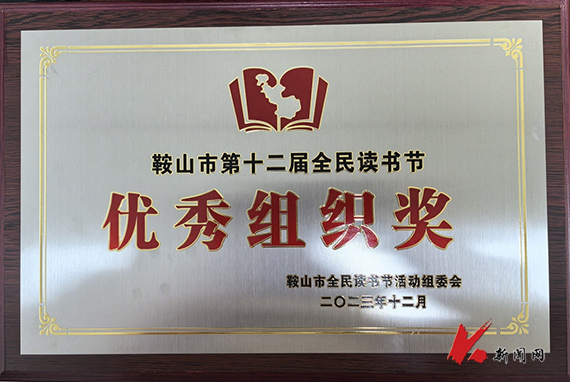 鞍山市第十二届全民读书节
优秀组织奖
鞍山市全民读书节活动组委会
二〇二三年十二月
新闻网